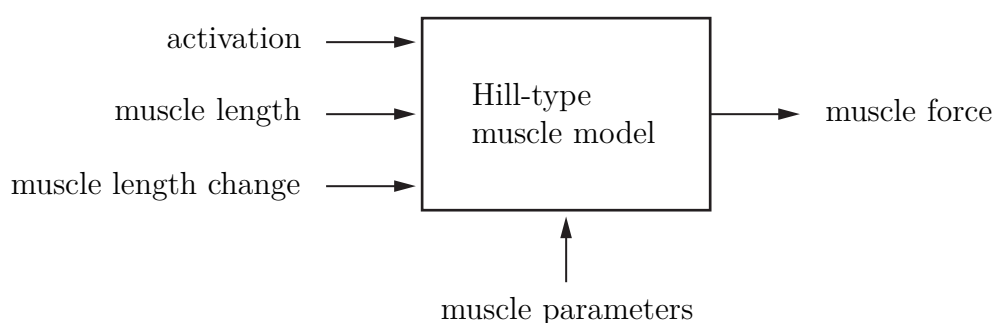 activation
muscle length
muscle length change
Hill-type
muscle model
muscle force
muscle parameters